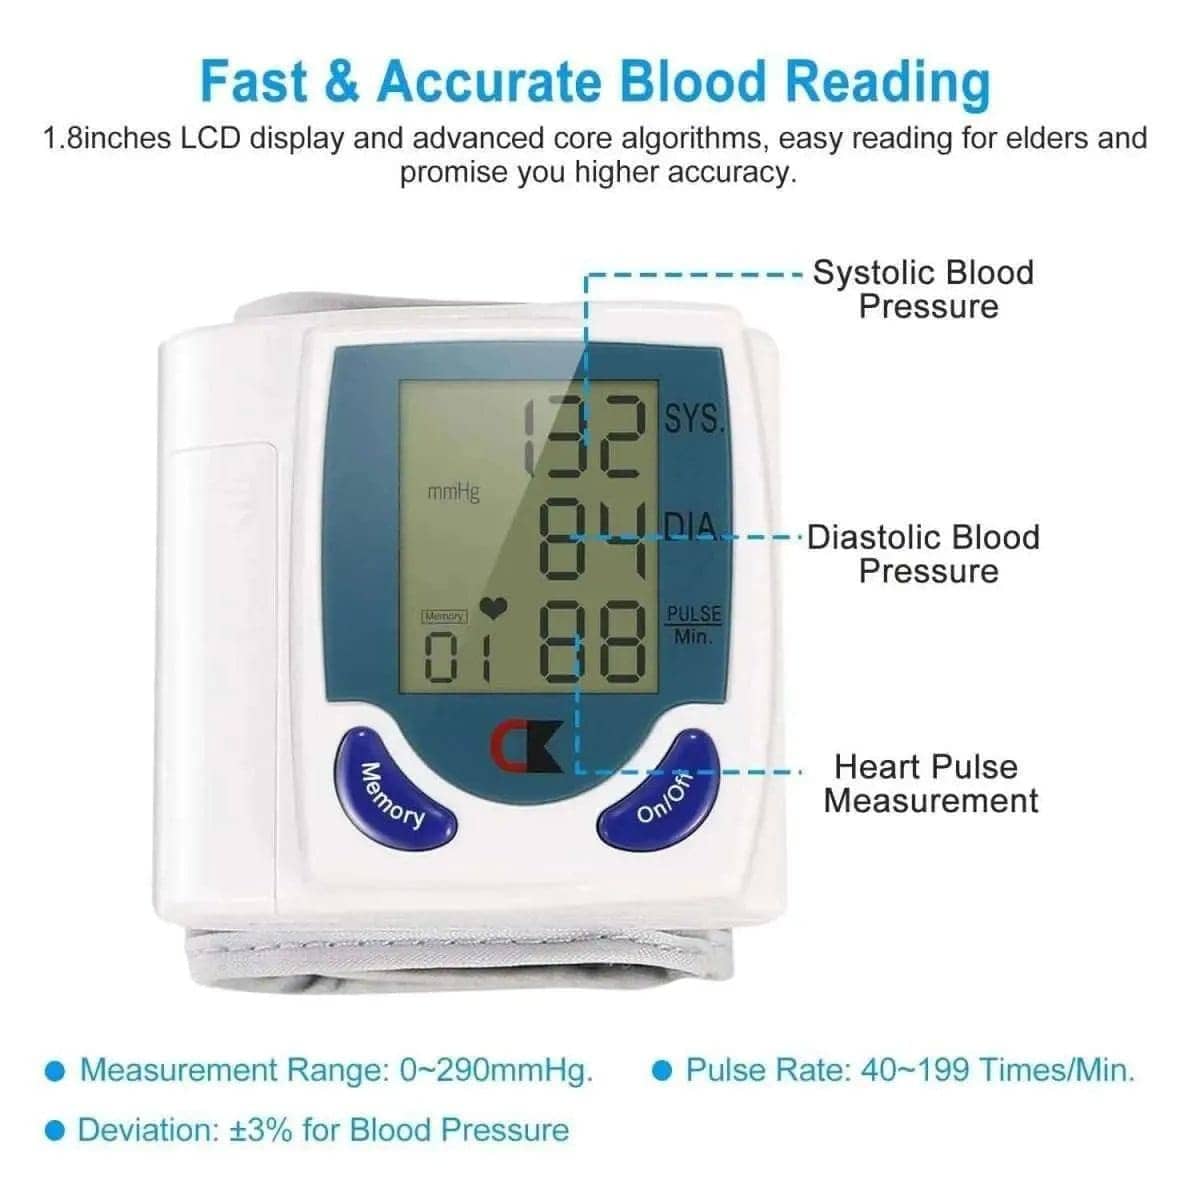 Fast & Accurate Blood Reading
1.8inches LCD display and advanced core algorithms, easy reading for elders and
promise you higher accuracy.
Systolic Blood
Pressure
132 SYS.
mmHg
84 DIA.
Diastolic Blood
Pressure
Memory
01 88 PULSE
Min.
CK
Heart Pulse
Measurement
Memory
On/Off
Measurement Range: 0~290mmHg.
Pulse Rate: 40~199 Times/Min.
Deviation: ±3% for Blood Pressure